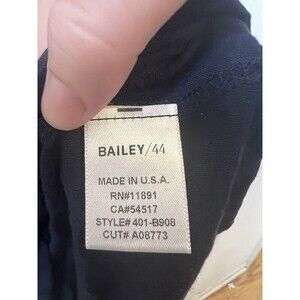 BAILEY/44
MADE IN U.S.A.
RN#11891
CA#54517
STYLE# 401-B908
CUT# A08773